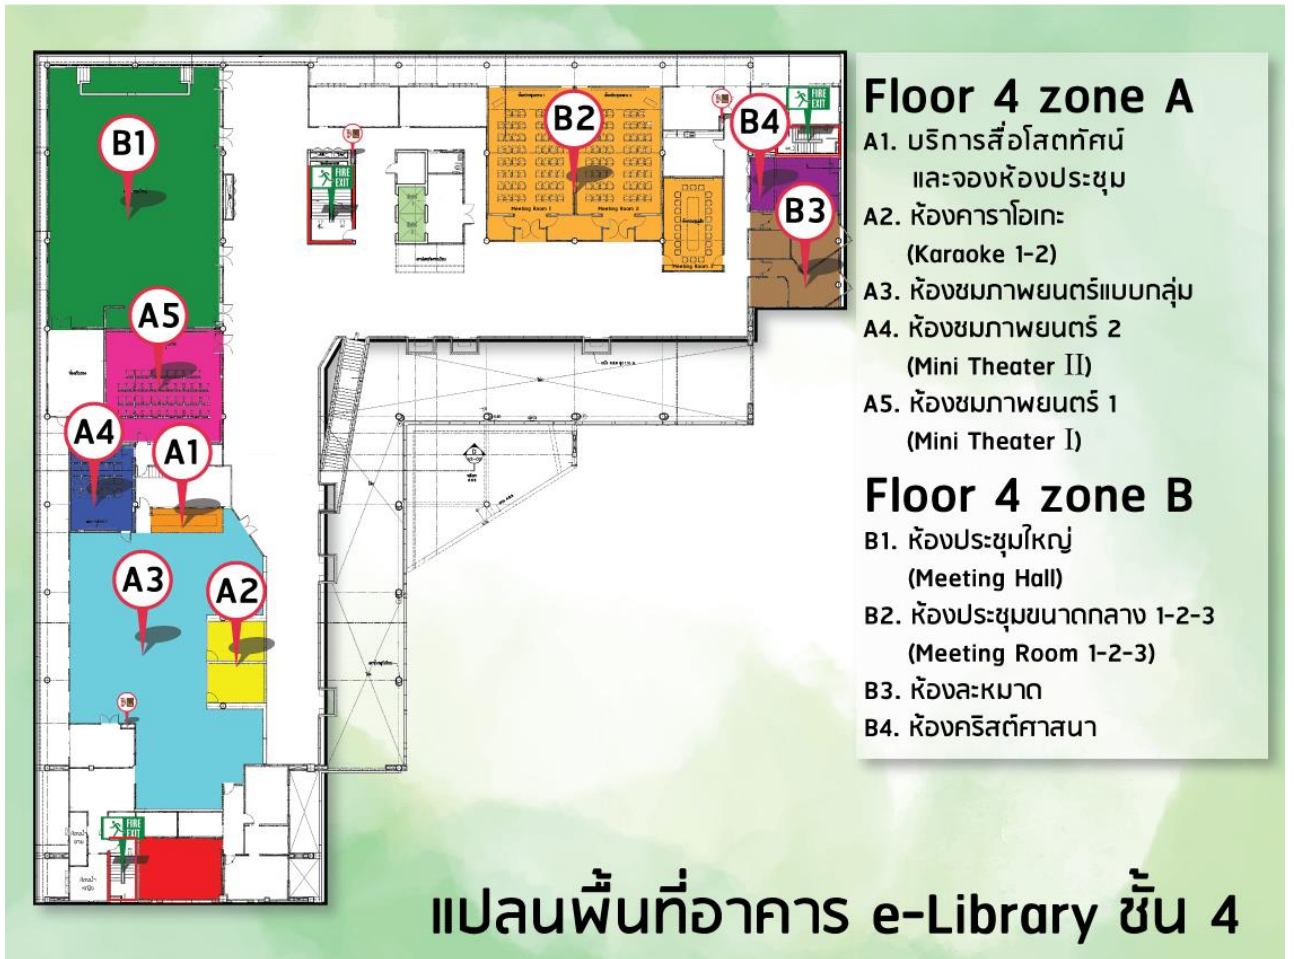 B1
B2
B4
FIRE
EXIT
FIRE
EXIT
B3
Meeting Room 1
Meeting Room 2
Meeting Room 3
A5
A4
A1
A3
A2
FIRE
EXIT
Floor 4 zone A
A1. บริการสื่อโสตทัศน์
และจองห้องประชุม
A2. ห้องคาราโอเกะ
(Karaoke 1-2)
A3. ห้องชมภาพยนตร์แบบกลุ่ม
A4. ห้องชมภาพยนตร์ 2
(Mini Theater II)
A5. ห้องชมภาพยนตร์ 1
(Mini Theater I)
Floor 4 zone B
B1. ห้องประชุมใหญ่
(Meeting Hall)
B2. ห้องประชุมขนาดกลาง 1-2-3
(Meeting Room 1-2-3)
B3. ห้องละหมาด
B4. ห้องคริสต์ศาสนา
แปลนพื้นที่อาคาร e-Library ชั้น 4